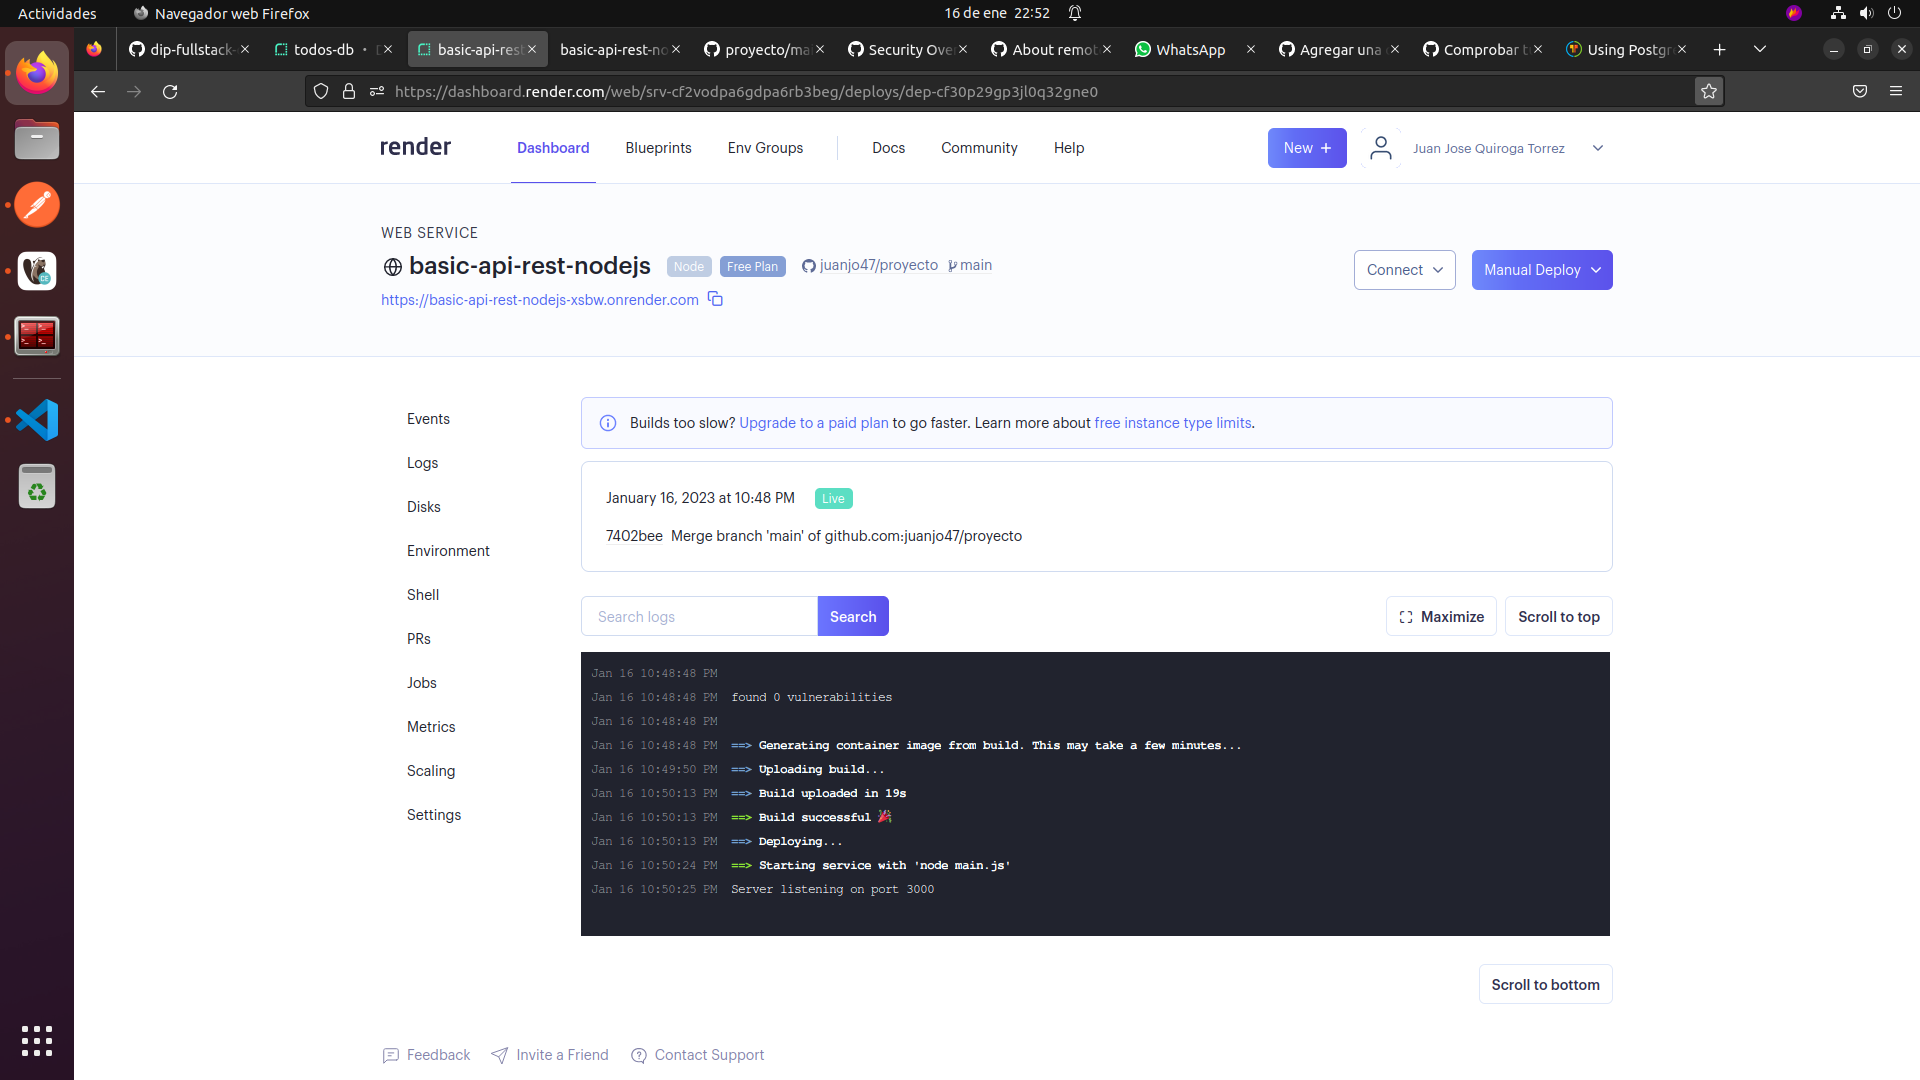 Actividades
Navegador web Firefox
16 de ene 22:52
dip-fullstack-
todos-db • D
basic-api-rest
basic-api-rest-no
proyecto/mai
Security Over
About remot
WhatsApp
Agregar una
Comprobar t
Using Postgr
https://dashboard.render.com/web/srv-cf2vodpa6gdpa6rb3beg/deploys/dep-cf30p29gp3jl0q32gne0
render
Dashboard
Blueprints
Env Groups
Docs
Community
Help
New +
Juan Jose Quiroga Torrez
WEB SERVICE
basic-api-rest-nodejs
Node
Free Plan
juanjo47/proyecto
main
Connect
Manual Deploy
https://basic-api-rest-nodejs-xsbw.onrender.com
Events
Logs
Disks
Environment
Shell
PRs
Jobs
Metrics
Scaling
Settings
Builds too slow? Upgrade to a paid plan to go faster. Learn more about free instance type limits.
January 16, 2023 at 10:48 PM Live
7402bee Merge branch 'main' of github.com:juanjo47/proyecto
Search logs
Search
Maximize
Scroll to top
Jan 16 10:48:48 PM
Jan 16 10:48:48 PM found 0 vulnerabilities
Jan 16 10:48:48 PM
Jan 16 10:48:48 PM ==> Generating container image from build. This may take a few minutes...
Jan 16 10:49:50 PM ==> Uploading build...
Jan 16 10:50:13 PM ==> Build uploaded in 19s
Jan 16 10:50:13 PM ==> Build successful 🎉
Jan 16 10:50:13 PM ==> Deploying...
Jan 16 10:50:24 PM ==> Starting service with 'node main.js'
Jan 16 10:50:25 PM Server listening on port 3000
Scroll to bottom
Feedback
Invite a Friend
Contact Support